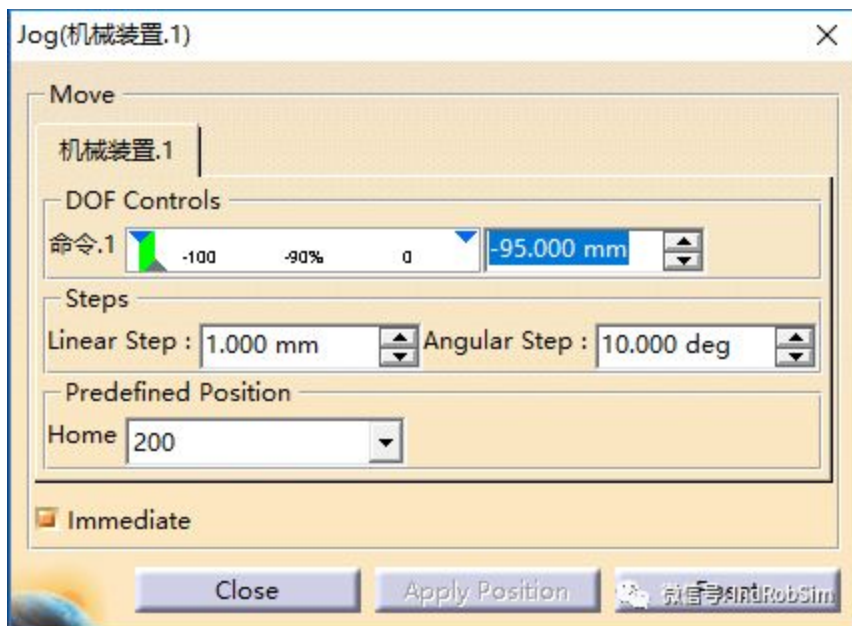 Jog(机械装置.1)
Move
机械装置.1
DOF Controls
命令.1 -100 -90% 0 -95.000 mm
Steps
Linear Step : 1.000 mm Angular Step : 10.000 deg
Predefined Position
Home 200
Immediate
Close Apply Position